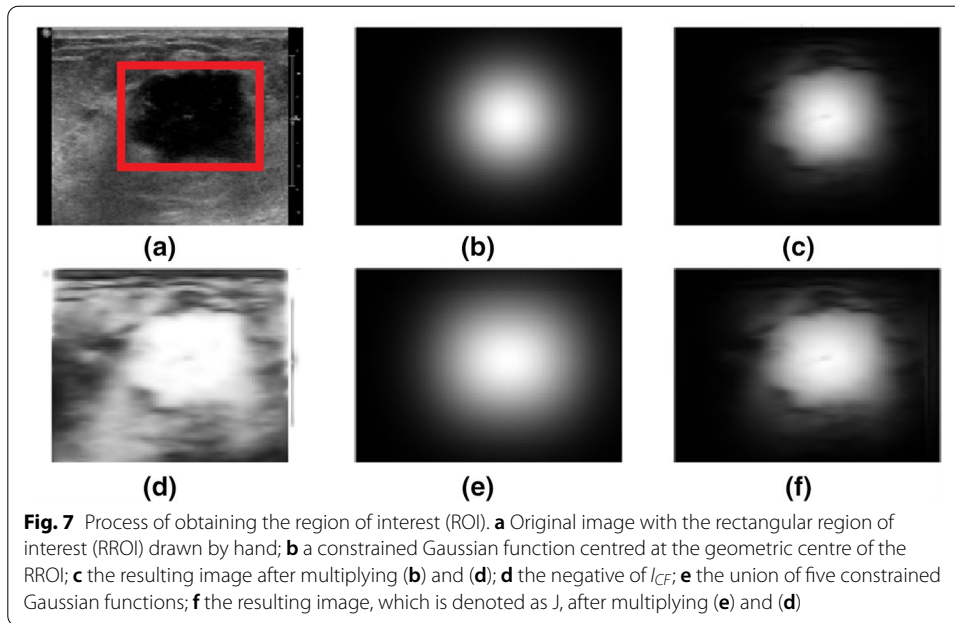 (a)
(b)
(c)
(d)
(e)
(f)
Fig. 7 Process of obtaining the region of interest (ROI). a Original image with the rectangular region of
interest (RROI) drawn by hand; b a constrained Gaussian function centred at the geometric centre of the
RROI; c the resulting image after multiplying (b) and (d); d the negative of I_CF; e the union of five constrained
Gaussian functions; f the resulting image, which is denoted as J, after multiplying (e) and (d)